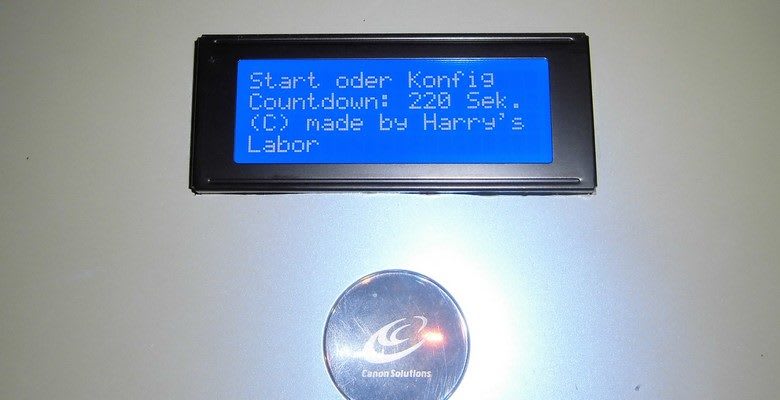 Start oder Konfig
Countdown: 220 Sek.
(C) made by Harry's
Labor
Canon Solutions